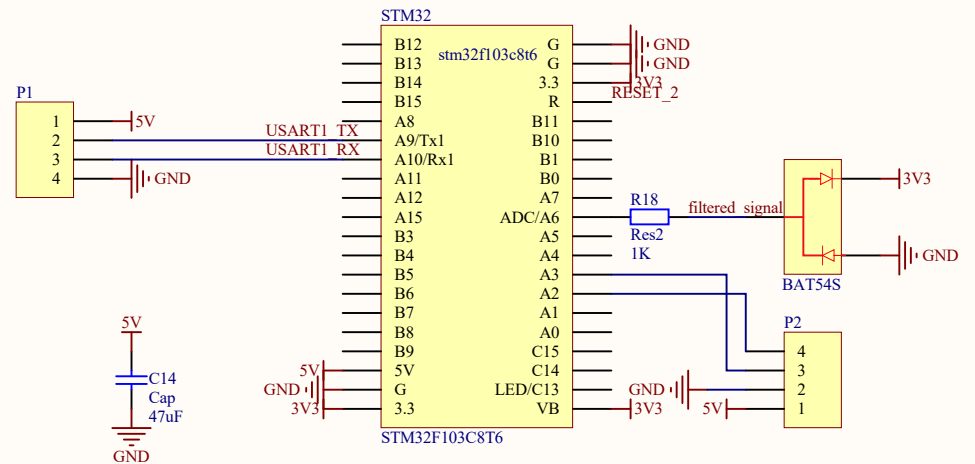 STM32
stm32f103c8t6
B12
B13
B14
B15
A8
A9/Tx1
A10/Rx1
A11
A12
A15
B3
B4
B5
B6
B7
B8
B9
5V
G
3.3
G
G
3.3
R
B11
B10
B1
B0
A7
ADC/A6
A5
A4
A3
A2
A1
A0
C15
C14
LED/C13
VB
STM32F103C8T6
GND
GND
3V3
RESET_2
P1
1
2
3
4
5V
USART1_TX
USART1_RX
GND
5V
C14
Cap
47uF
GND
5V
GND
3V3
R18
Res2
1K
filtered_signal
3V3
GND
BAT54S
P2
4
3
2
1
GND
5V
3V3